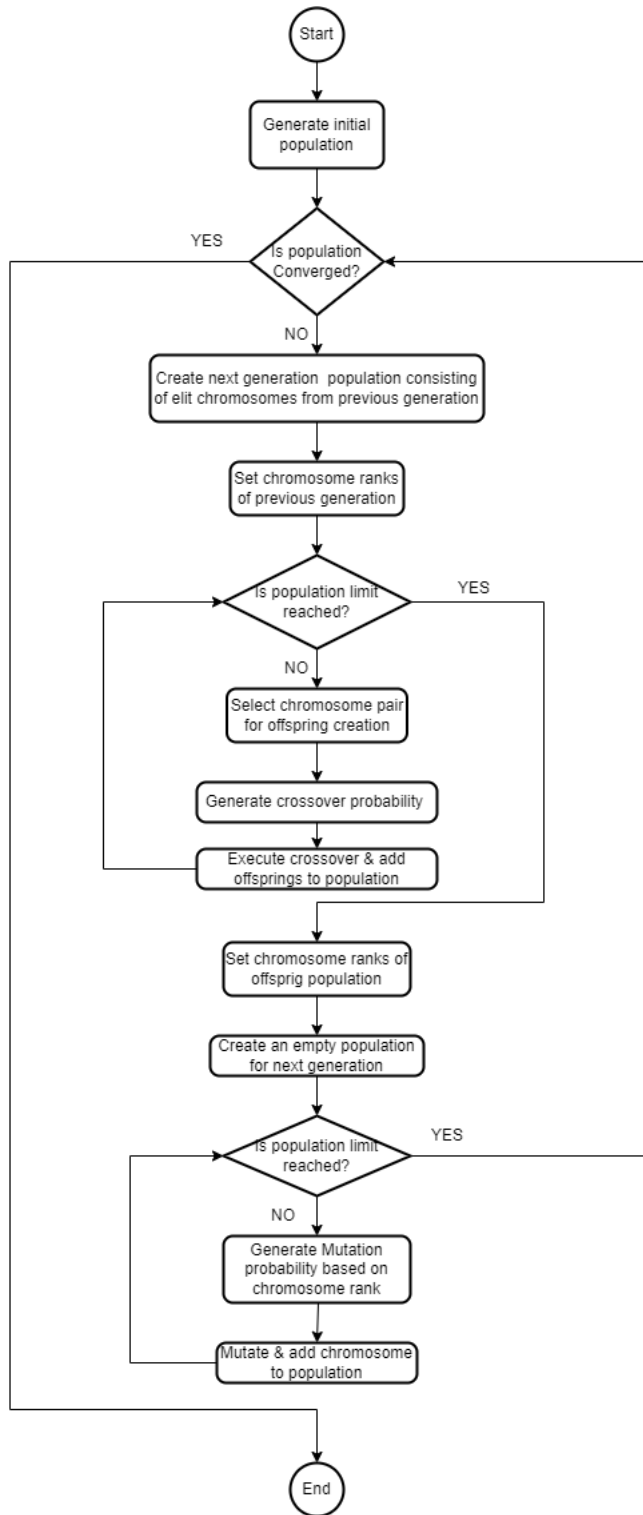 Start
Generate initial
population
YES
Is population
Converged?
NO
Create next generation population consisting
of elit chromosomes from previous generation
Set chromosome ranks
of previous generation
Is population limit
reached?
YES
NO
Select chromosome pair
for offspring creation
Generate crossover probability
Execute crossover & add
offsprings to population
Set chromosome ranks of
offsprig population
Create an empty population
for next generation
Is population limit
reached?
YES
NO
Generate Mutation
probability based on
chromosome rank
Mutate & add chromosome
to population
End